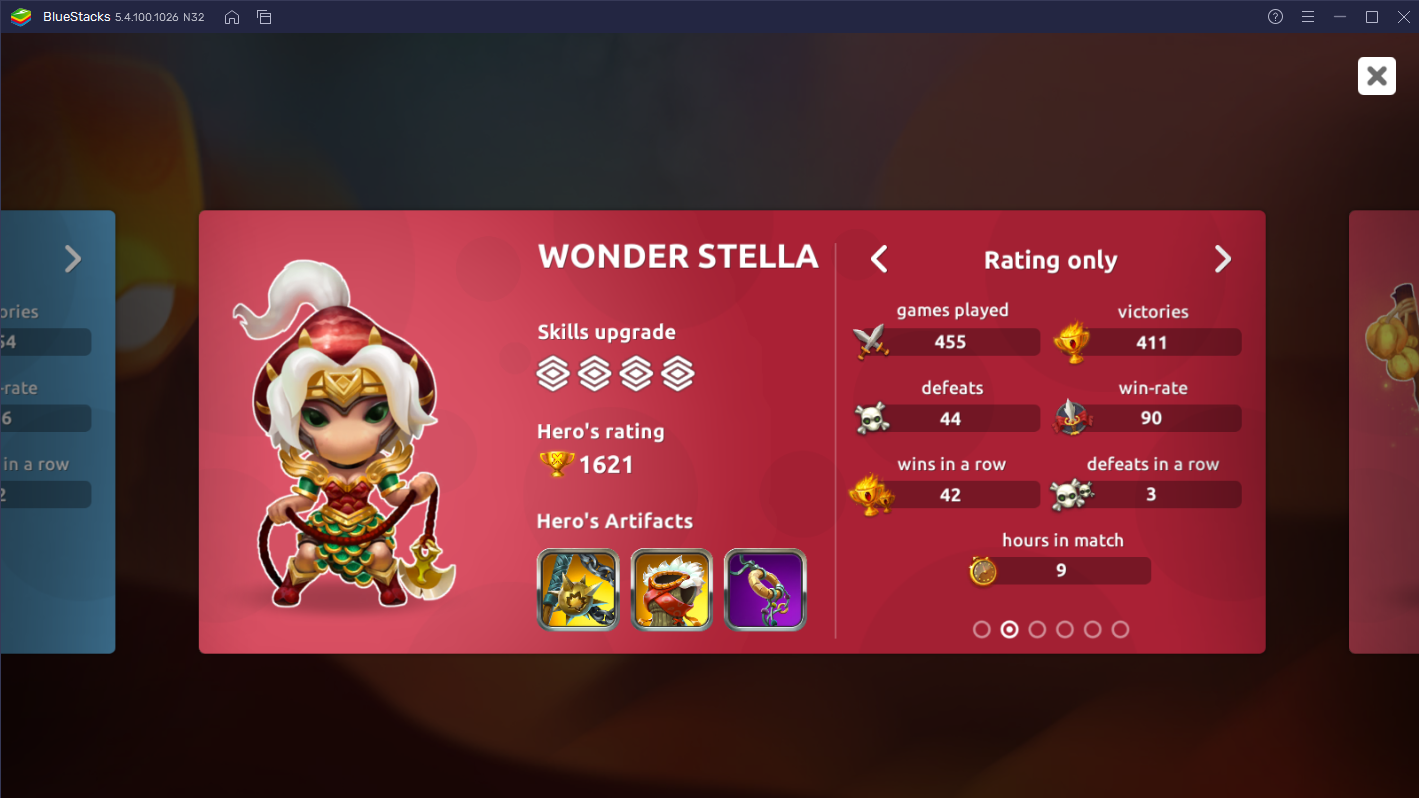 BlueStacks 5.4.100.1026 N32
WONDER STELLA
Skills upgrade
Hero's rating
1621
Hero's Artifacts
Rating only
games played
455
victories
411
defeats
44
win-rate
90
wins in a row
42
defeats in a row
3
hours in match
9
in a row